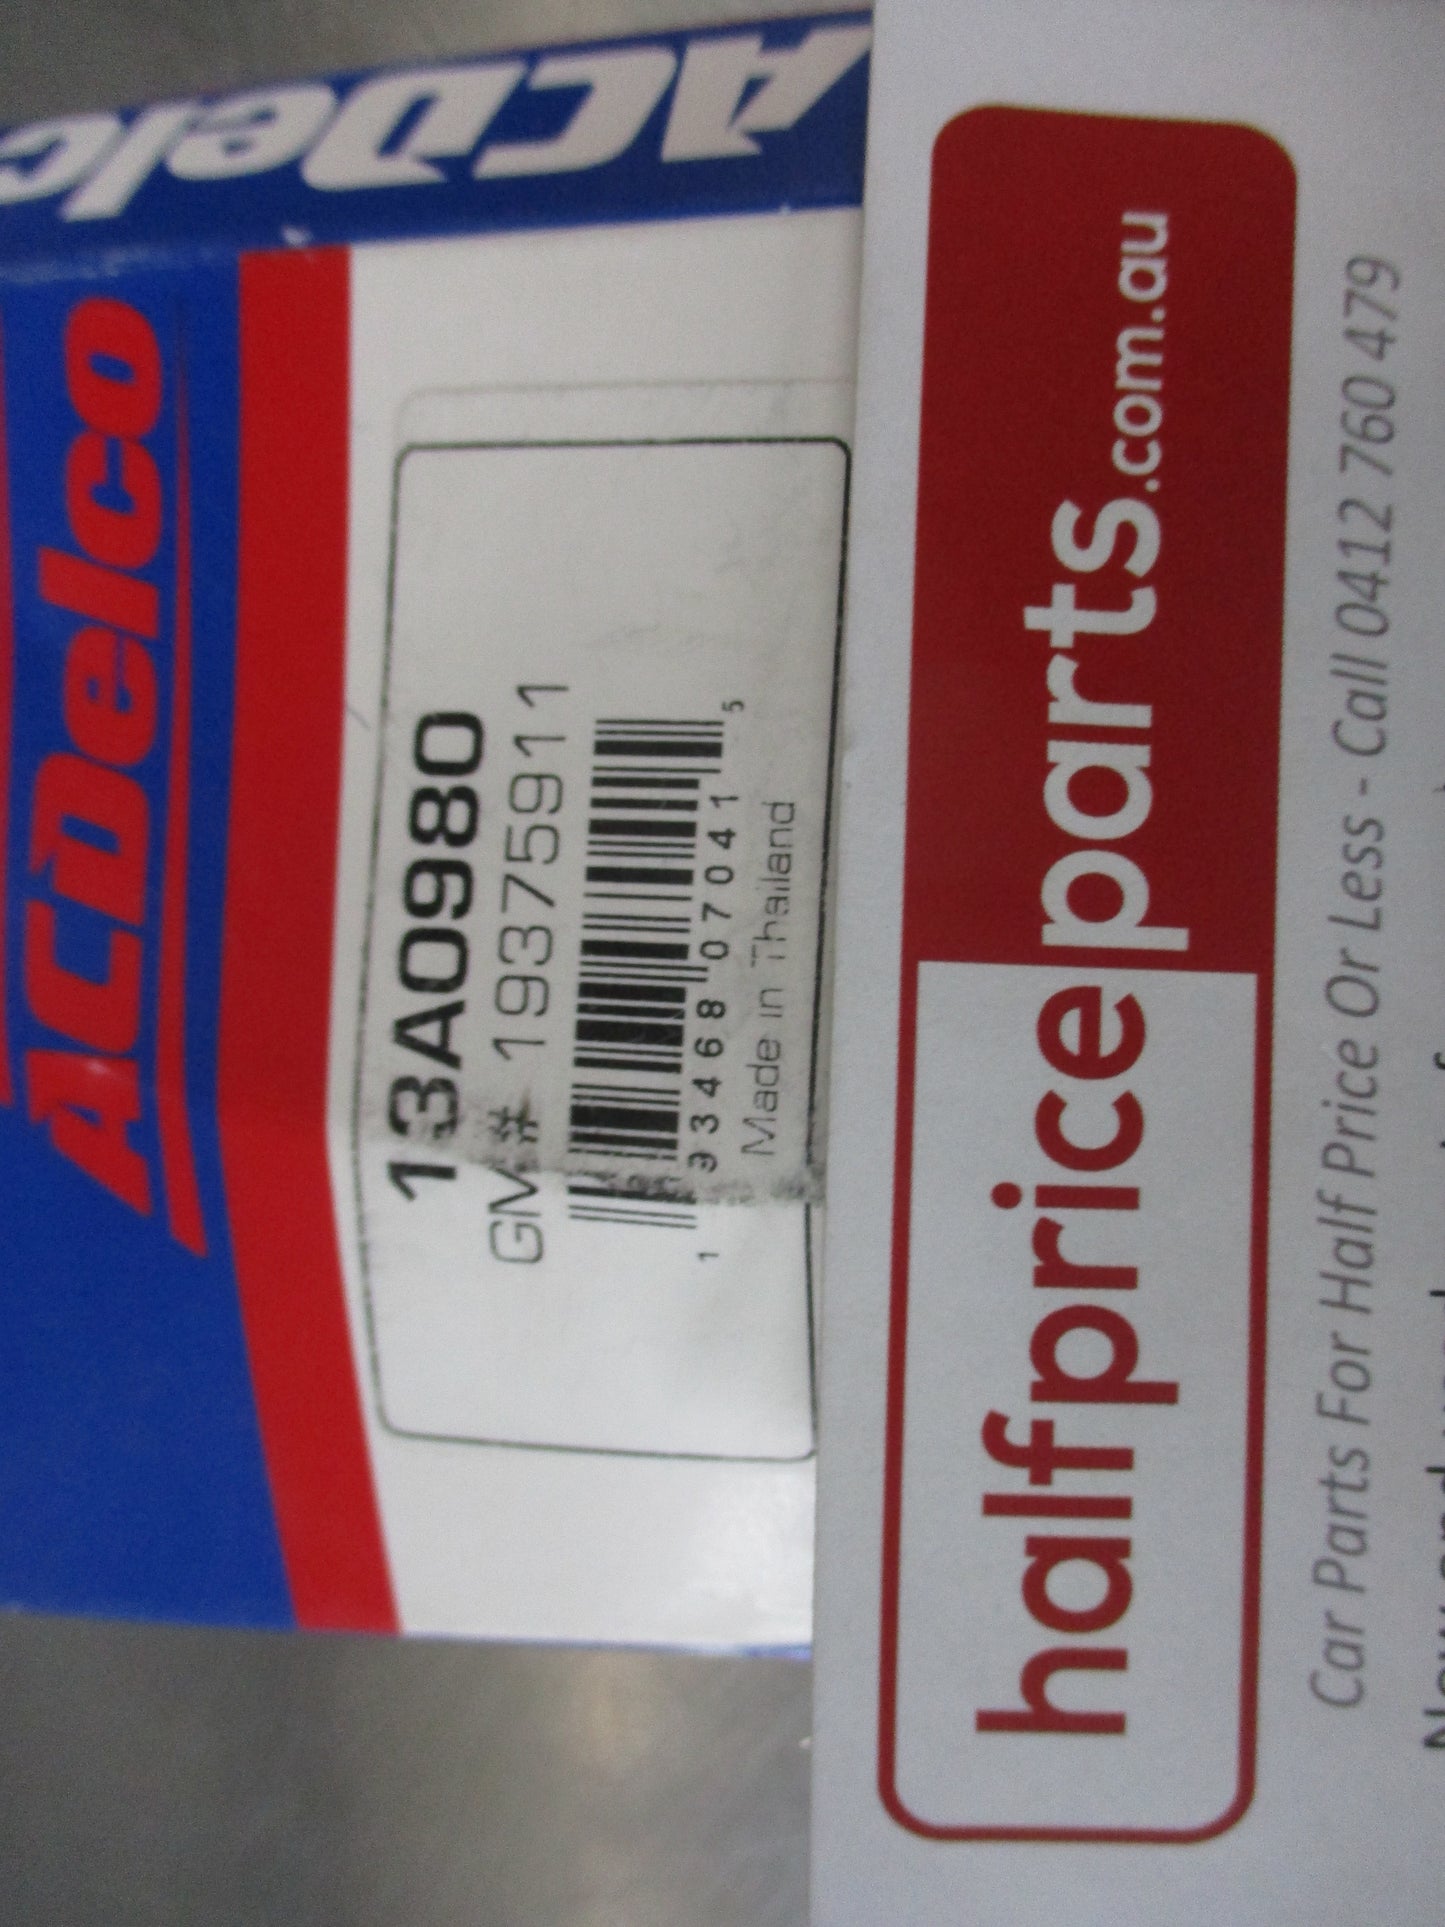 ACDelco
ACDelco
13A0980
GM# 19375911
1 93468 07041 5
Made in Thailand
halfpriceparts.com.au
Car Parts For Half Price Or Less - Call 0412 760 479